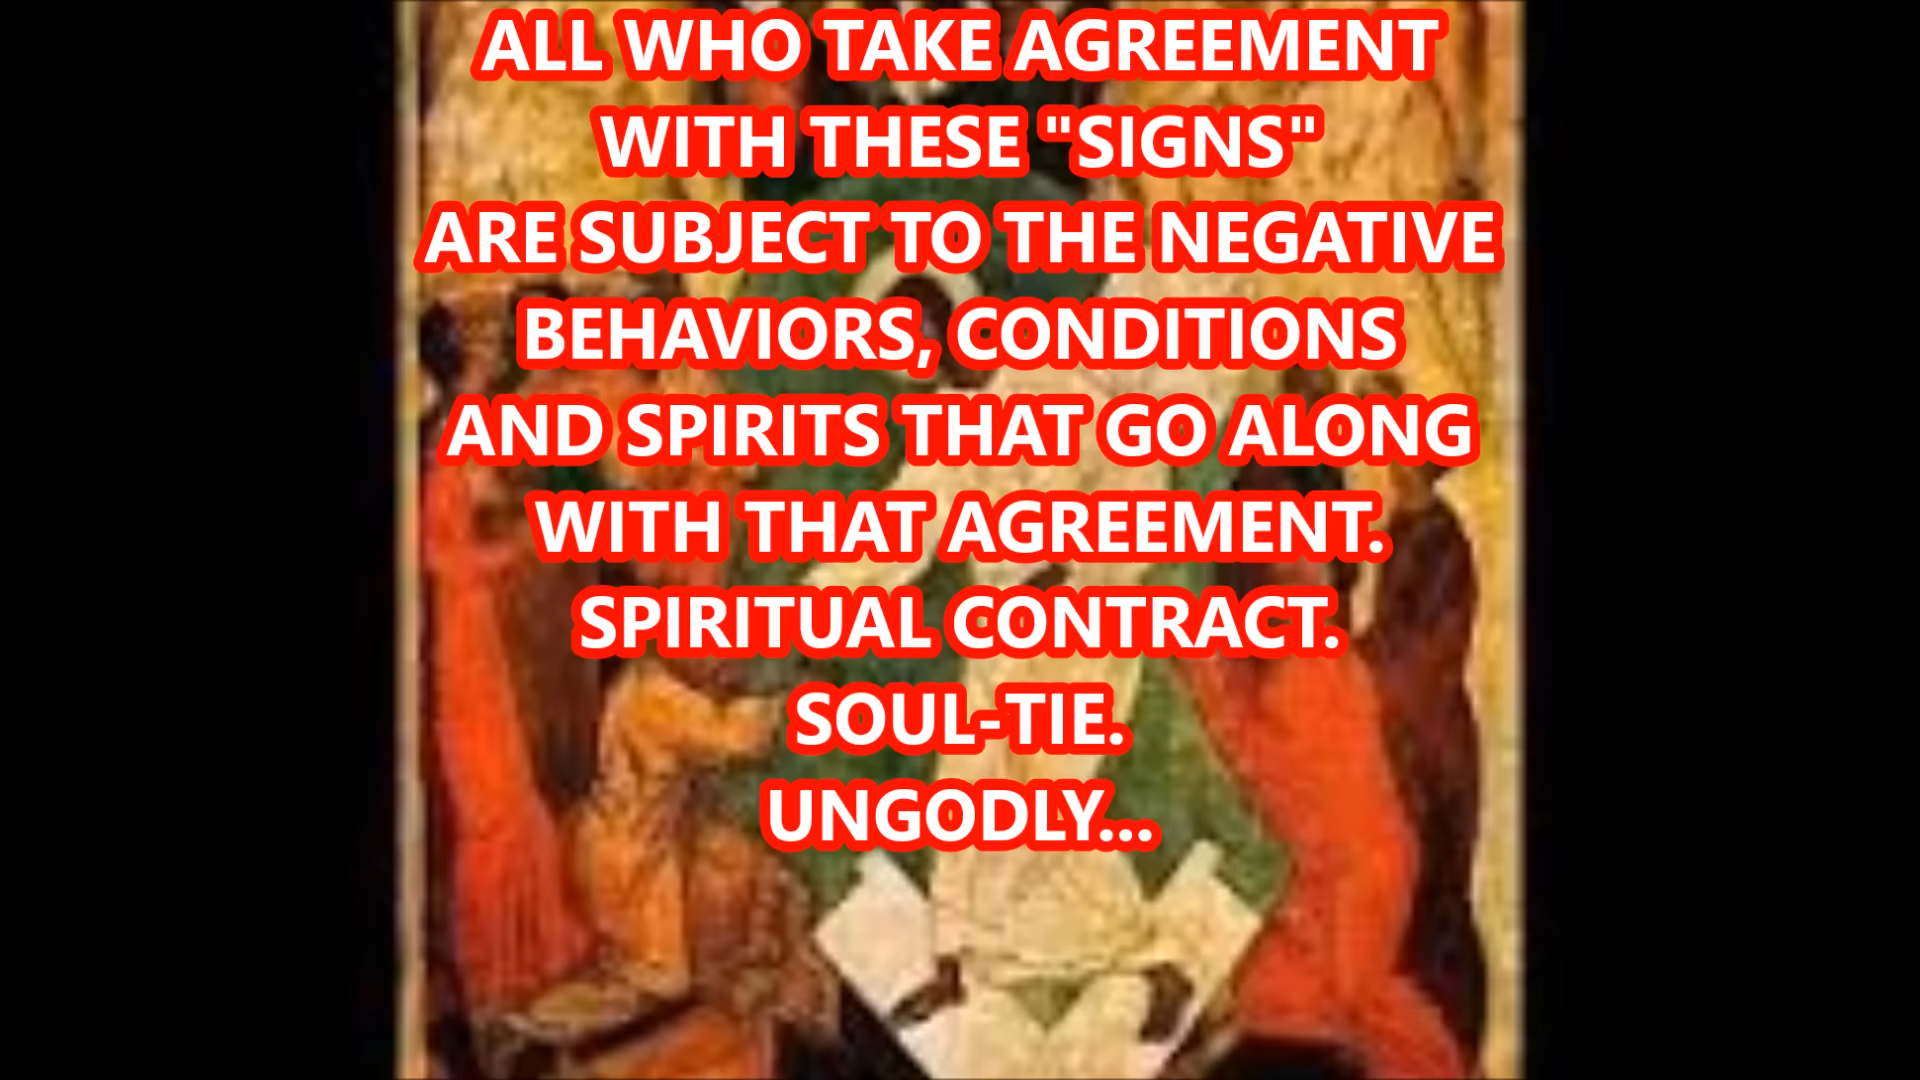 ALL WHO TAKE AGREEMENT
WITH THESE "SIGNS"
ARE SUBJECT TO THE NEGATIVE
BEHAVIORS, CONDITIONS
AND SPIRITS THAT GO ALONG
WITH THAT AGREEMENT.
SPIRITUAL CONTRACT.
SOUL-TIE.
UNGODLY...